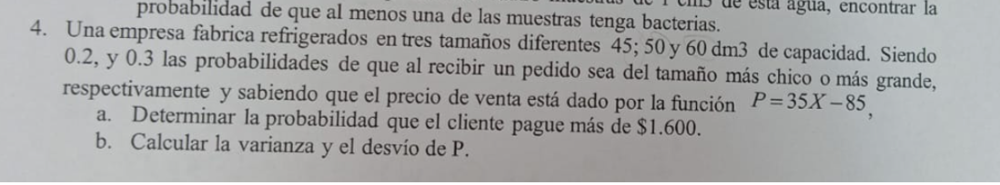 de esta agua, encontrar la
probabilidad de que al menos una de las muestras tenga bacterias.
4. Una empresa fabrica refrigerados en tres tamaños diferentes 45; 50 y 60 dm3 de capacidad. Siendo
0.2, y 0.3 las probabilidades de que al recibir un pedido sea del tamaño más chico o más grande,
respectivamente y sabiendo que el precio de venta está dado por la función P=35X-85,
a. Determinar la probabilidad que el cliente pague más de $1.600.
b. Calcular la varianza y el desvío de P.